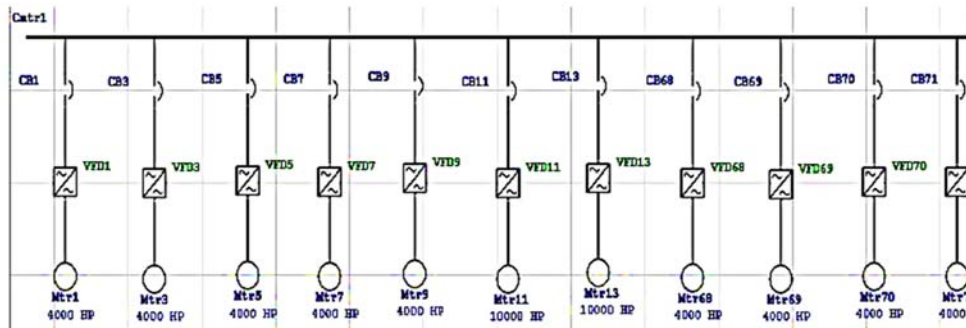 Cmtr1
CB1 CB3 CB5 CB7 CB9 CB11 CB13 CB68 CB69 CB70 CB71
VFD1 VFD3 VFD5 VFD7 VFD9 VFD11 VFD13 VFD68 VFD69 VFD70
Mtr1 Mtr3 Mtr5 Mtr7 Mtr9 Mtr11 Mtr13 Mtr68 Mtr69 Mtr70 Mtr7
4000 HP 4000 HP 4000 HP 4000 HP 4000 HP 10000 HP 10000 HP 4000 HP 4000 HP 4000 HP 4000